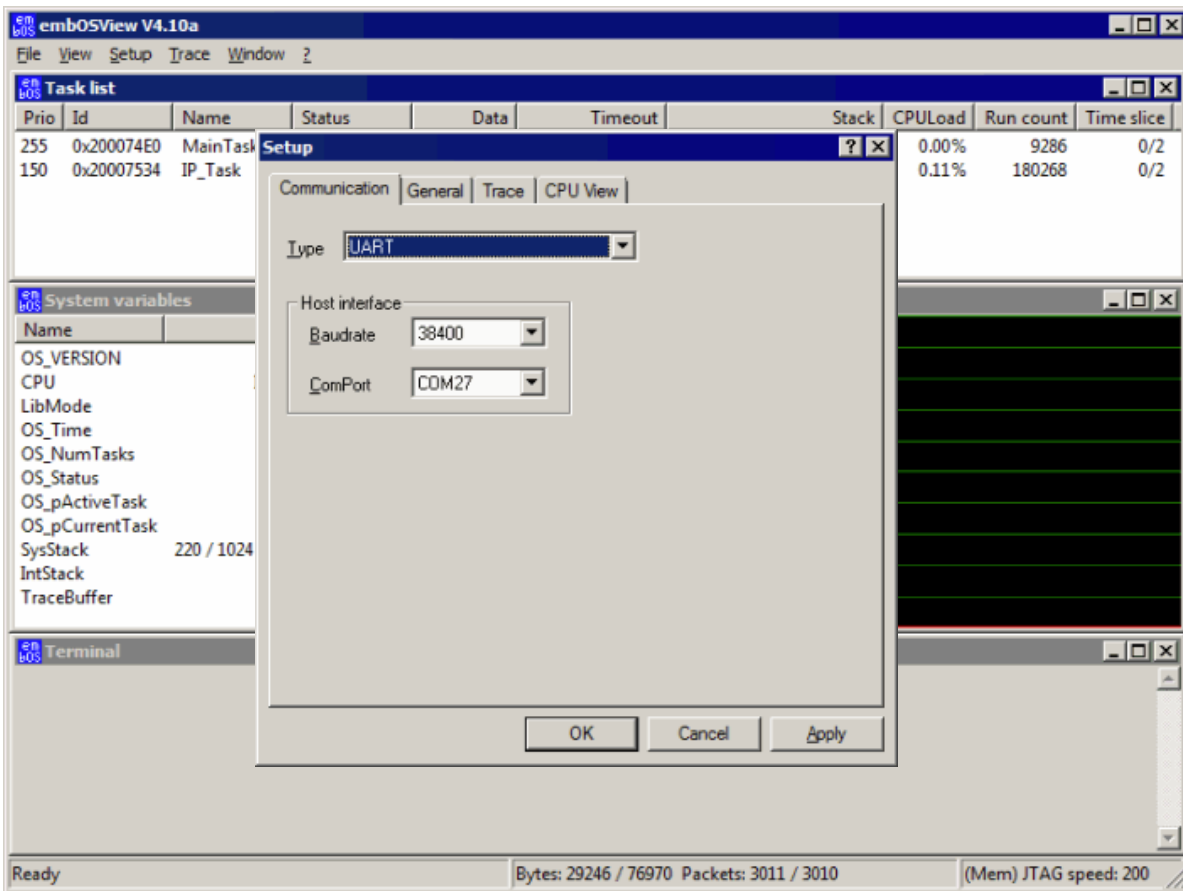 embOSView V4.10a
File View Setup Trace Window ?
Task list
Prio Id Name Status Data Timeout Stack CPULoad Run count Time slice
255 0x200074E0 MainTask 0.00% 9286 0/2
150 0x20007534 IP_Task 0.11% 180268 0/2
Setup
Communication General Trace CPU View
Type UART
Host interface
Baudrate 38400
ComPort COM27
OK Cancel Apply
System variables
Name
OS_VERSION
CPU
LibMode
OS_Time
OS_NumTasks
OS_Status
OS_pActiveTask
OS_pCurrentTask
SysStack 220 / 1024
IntStack
TraceBuffer
Terminal
Ready Bytes: 29246 / 76970 Packets: 3011 / 3010 (Mem) JTAG speed: 200